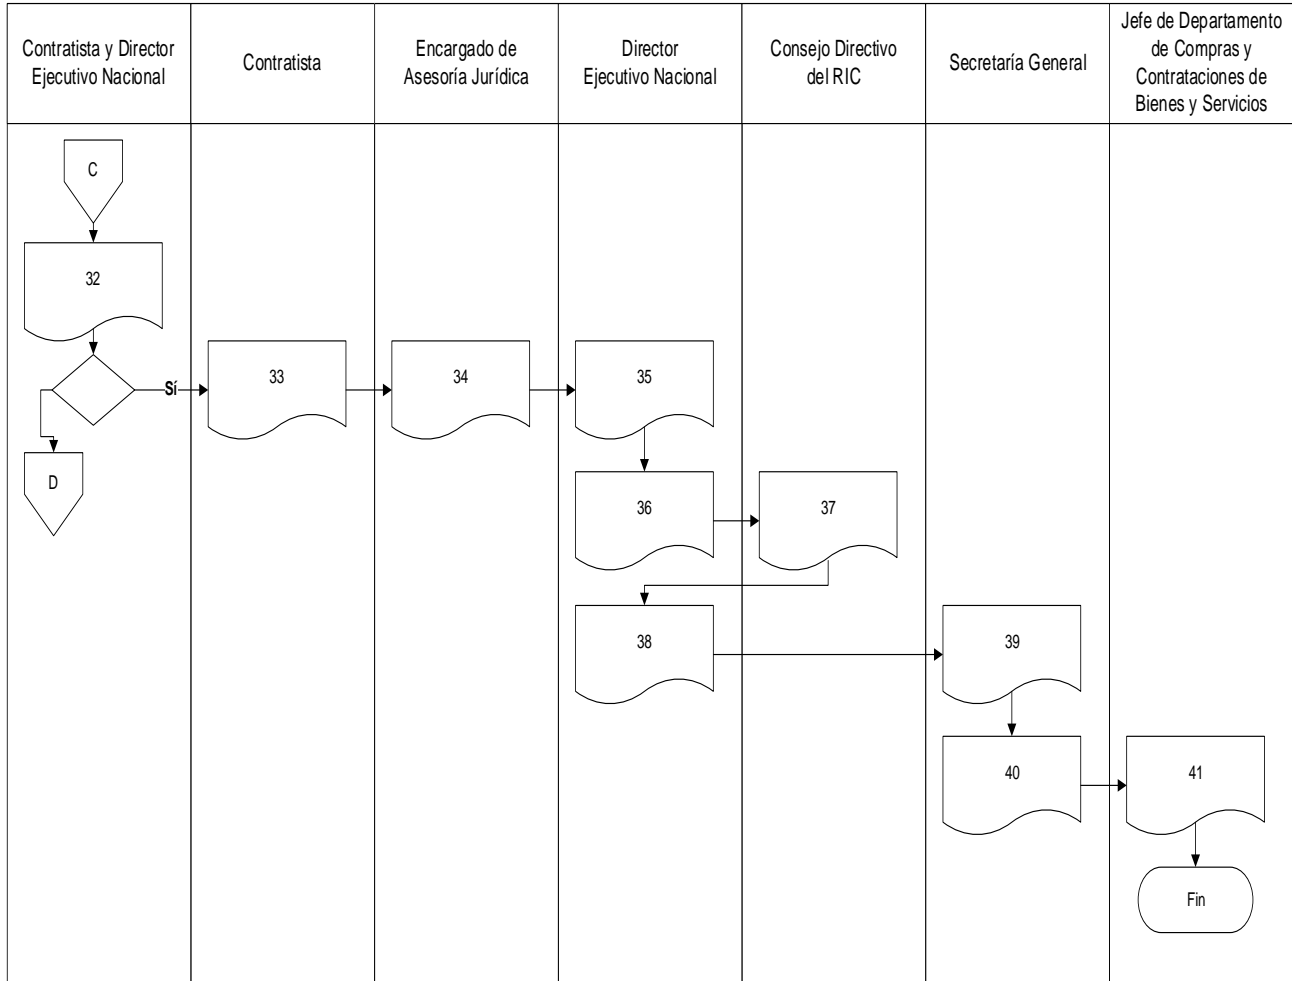 Contratista y Director
Ejecutivo Nacional
Contratista
Encargado de
Asesoría Jurídica
Director
Ejecutivo Nacional
Consejo Directivo
del RIC
Secretaría General
Jefe de Departamento
de Compras y
Contrataciones de
Bienes y Servicios
C
32
Sí
33
34
35
D
36
37
38
39
40
41
Fin